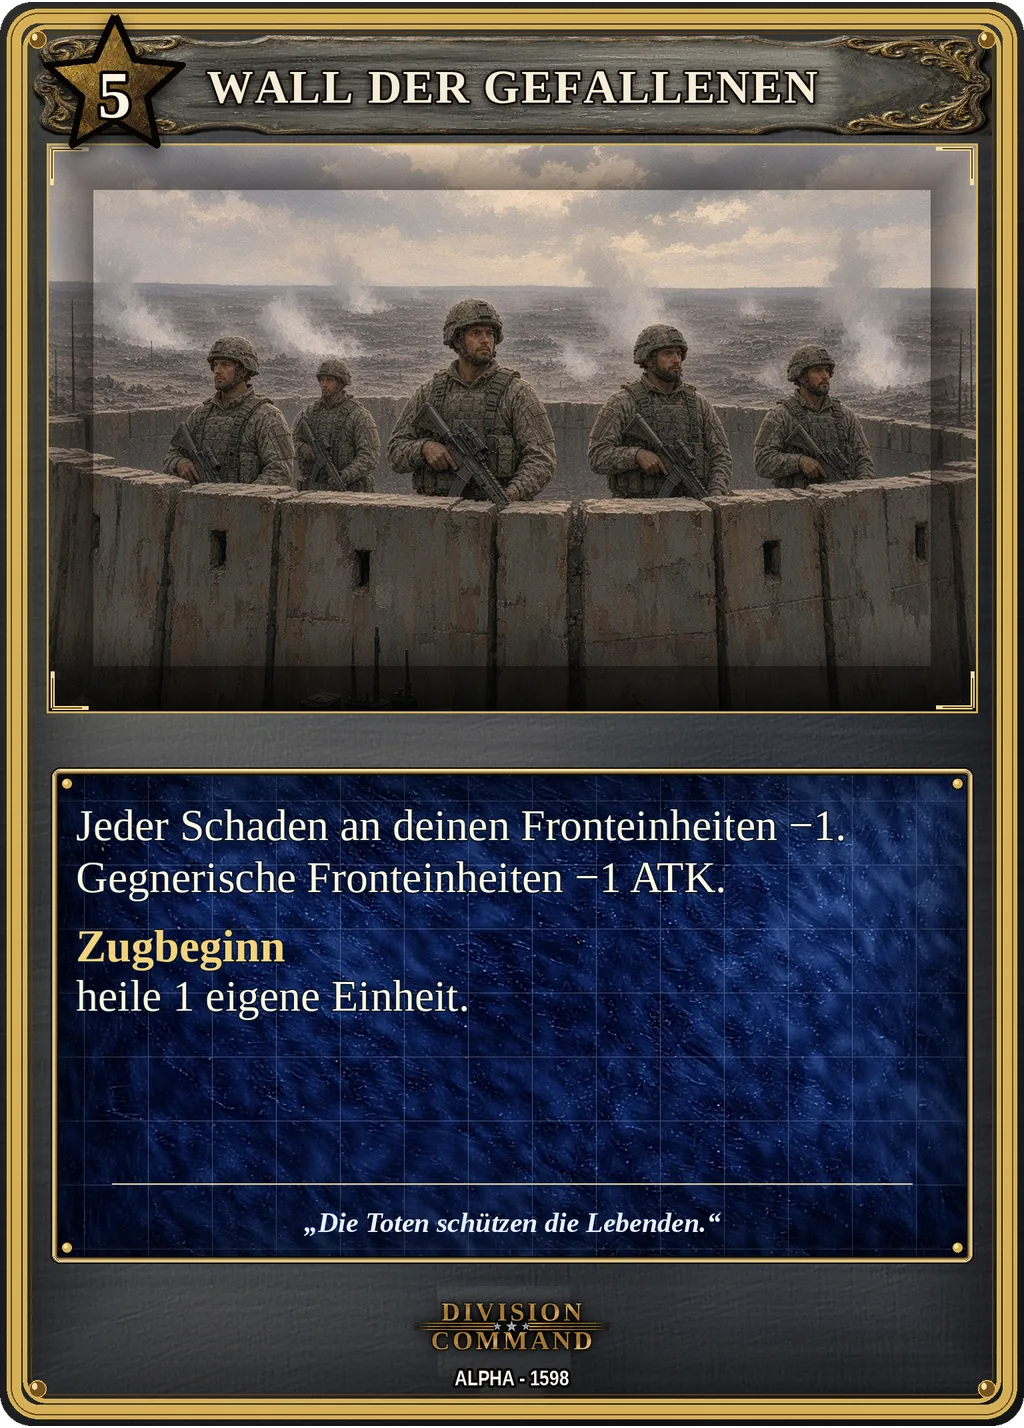 5
WALL DER GEFALLENEN
Jeder Schaden an deinen Fronteinheiten −1.
Gegnerische Fronteinheiten −1 ATK.
Zugbeginn
heile 1 eigene Einheit.
„Die Toten schützen die Lebenden.“
DIVISION
COMMAND
ALPHA - 1598